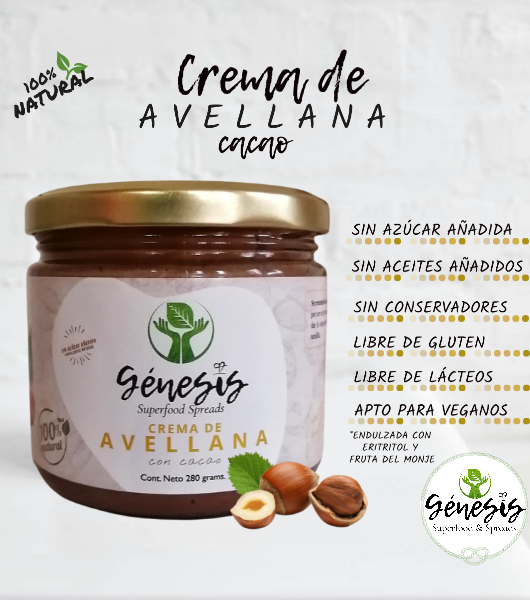 100%
NATURAL
Crema de
AVELLANA
cacao
SIN AZÚCAR AÑADIDA
SIN ACEITES AÑADIDOS
SIN CONSERVADORES
LIBRE DE GLUTEN
LIBRE DE LÁCTEOS
APTO PARA VEGANOS
*ENDULZADA CON
ERITRITOL Y
FRUTA DEL MONJE
Génesis
Superfood Spreads
CREMA DE
AVELLANA
con cacao
Cont. Neto 280 grams.
100%
natural
Génesis
Superfood & Spreads